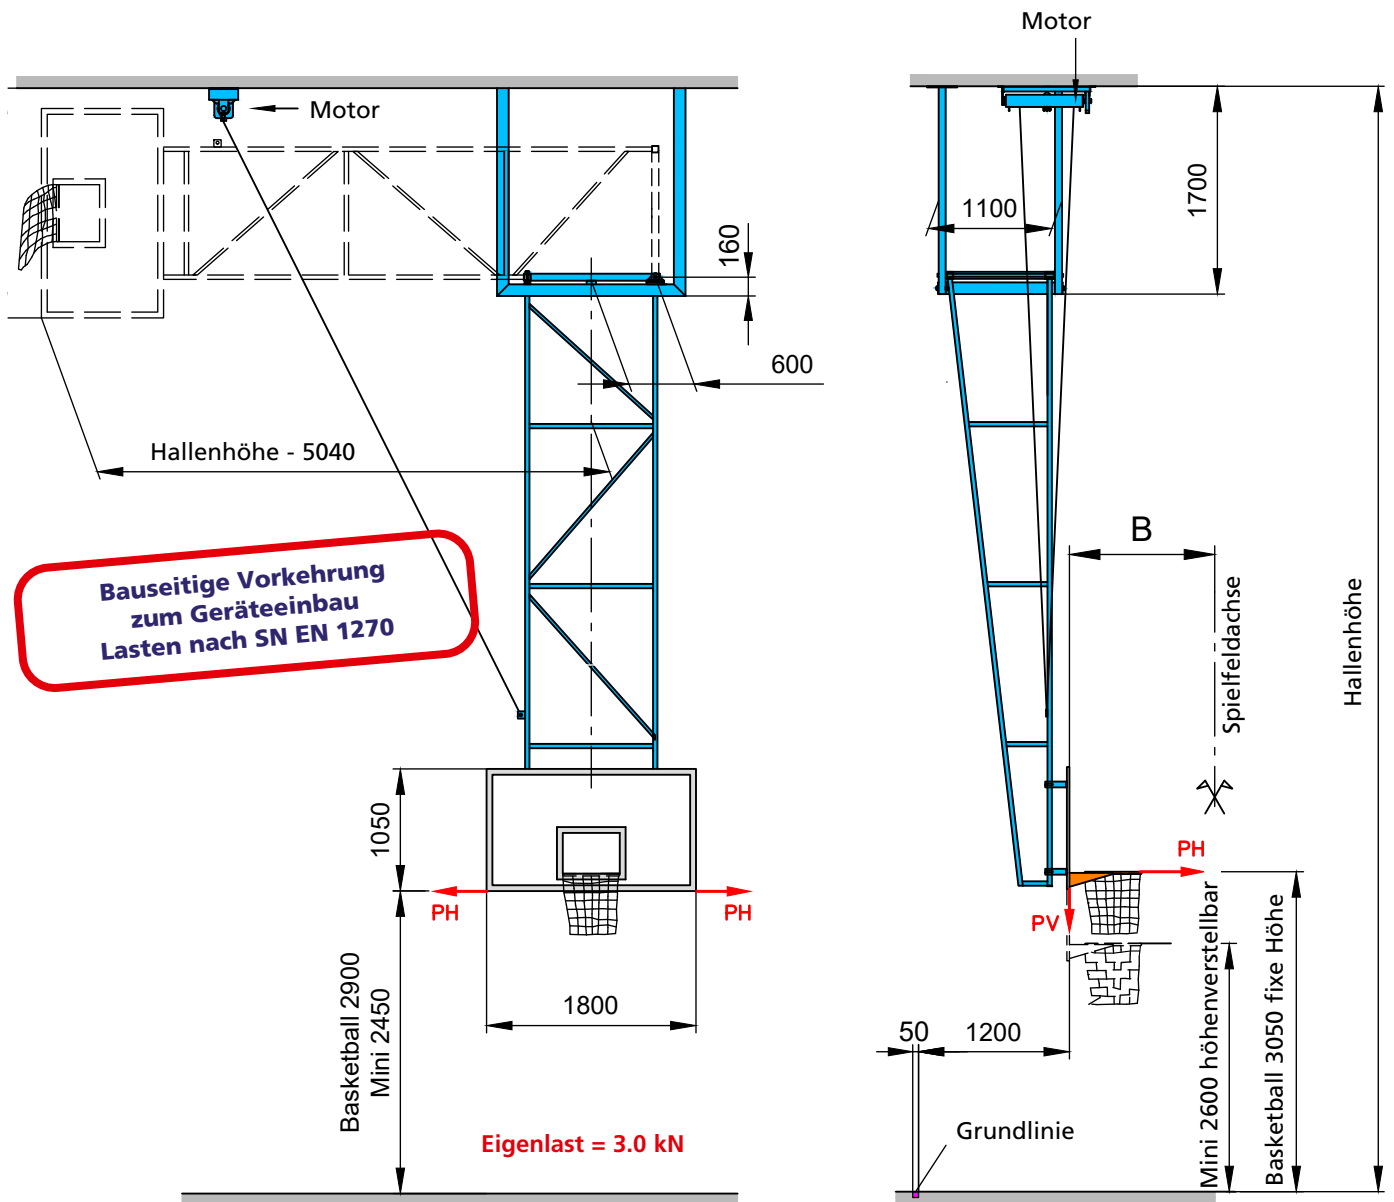 Motor
Motor
1100
1700
160
600
Hallenhöhe - 5040
Bauseitige Vorkehrung
zum Geräteeinbau
Lasten nach SN EN 1270
B
Spielfeldachse
Hallenhöhe
1050
PH
PH
PH
PV
1800
Basketball 2900
Mini 2450
50
1200
Mini 2600 höhenverstellbar
Basketball 3050 fixe Höhe
Grundlinie
Eigenlast = 3.0 kN